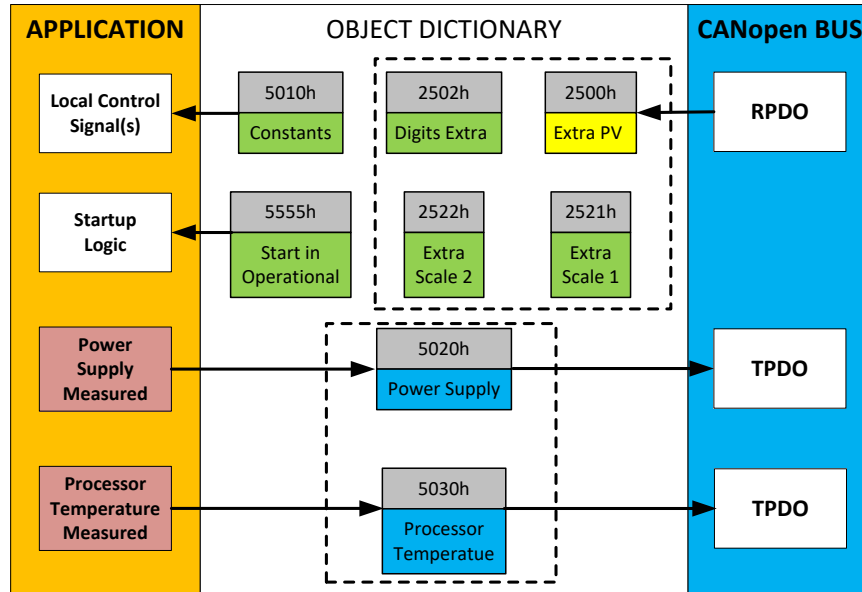 APPLICATION
OBJECT DICTIONARY
CANopen BUS
Local Control
Signal(s)
5010h
Constants
2502h
Digits Extra
2500h
Extra PV
RPDO
Startup
Logic
5555h
Start in
Operational
2522h
Extra
Scale 2
2521h
Extra
Scale 1
Power
Supply
Measured
5020h
Power Supply
TPDO
Processor
Temperature
Measured
5030h
Processor
Temperatue
TPDO